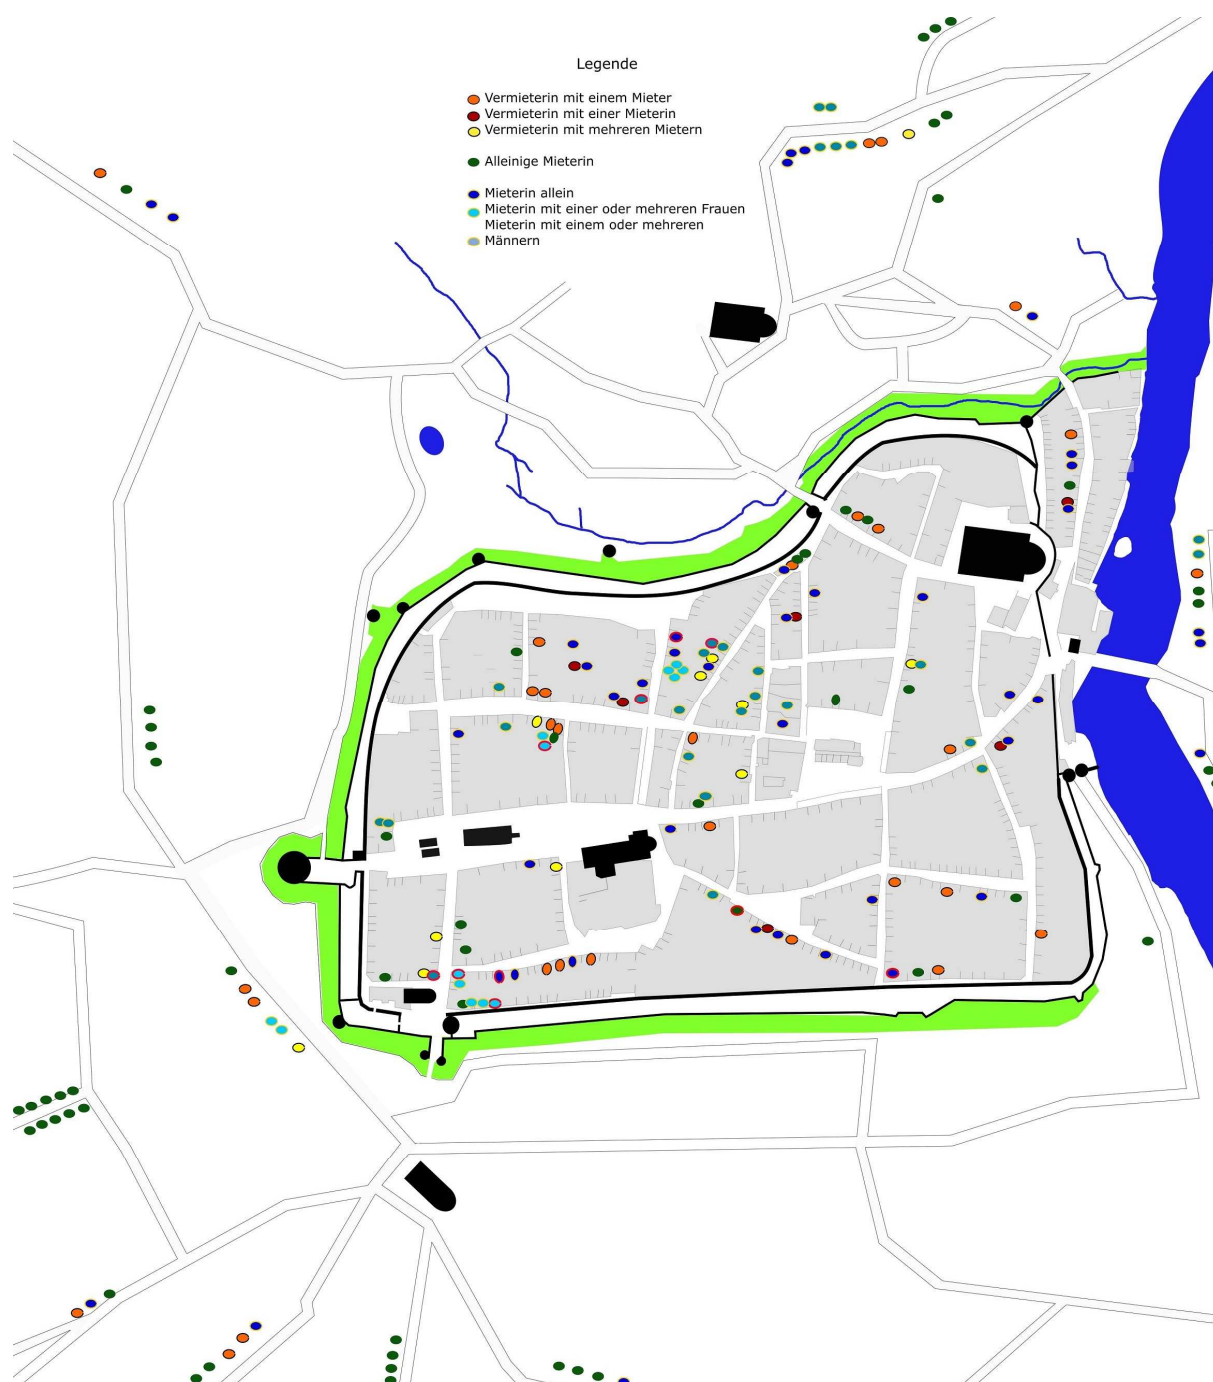 Legende
Vermieterin mit einem Mieter
Vermieterin mit einer Mieterin
Vermieterin mit mehreren Mietern
Alleinige Mieterin
Mieterin allein
Mieterin mit einer oder mehreren Frauen
Mieterin mit einem oder mehreren
Männern